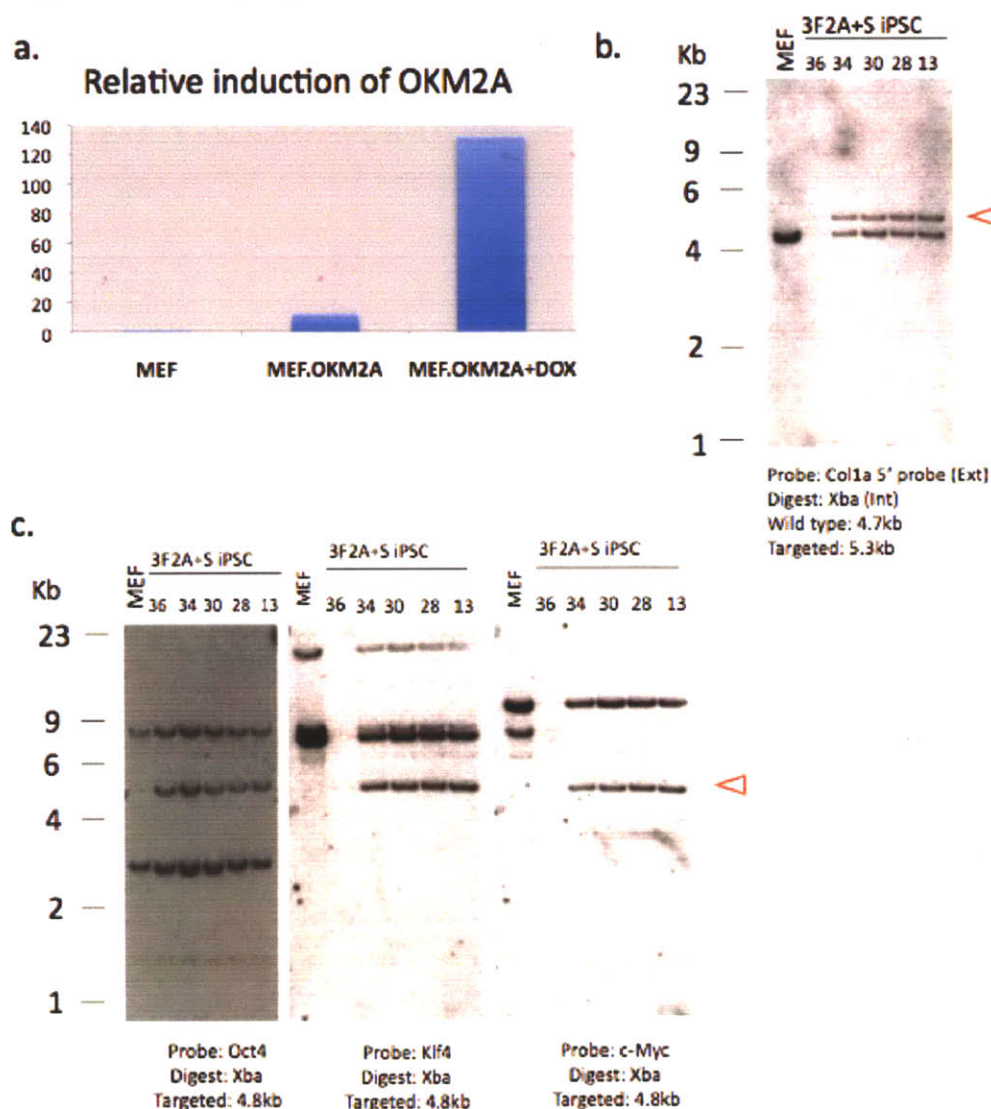 a.
Relative induction of OKM2A
140
120
100
80
60
40
20
0
MEF
MEF.OKM2A
MEF.OKM2A+DOX
b.
3F2A+S iPSC
Kb
MEF
36 34 30 28 13
23
9
6
4
2
1
Probe: Col1a 5' probe (Ext)
Digest: Xba (Int)
Wild type: 4.7kb
Targeted: 5.3kb
c.
Kb
3F2A+S iPSC
MEF
36 34 30 28 13
23
9
6
4
2
1
Probe: Oct4
Digest: Xba
Targeted: 4.8kb
3F2A+S iPSC
MEF
36 34 30 28 13
Probe: Klf4
Digest: Xba
Targeted: 4.8kb
3F2A+S iPSC
MEF
36 34 30 28 13
Probe: c-Myc
Digest: Xba
Targeted: 4.8kb